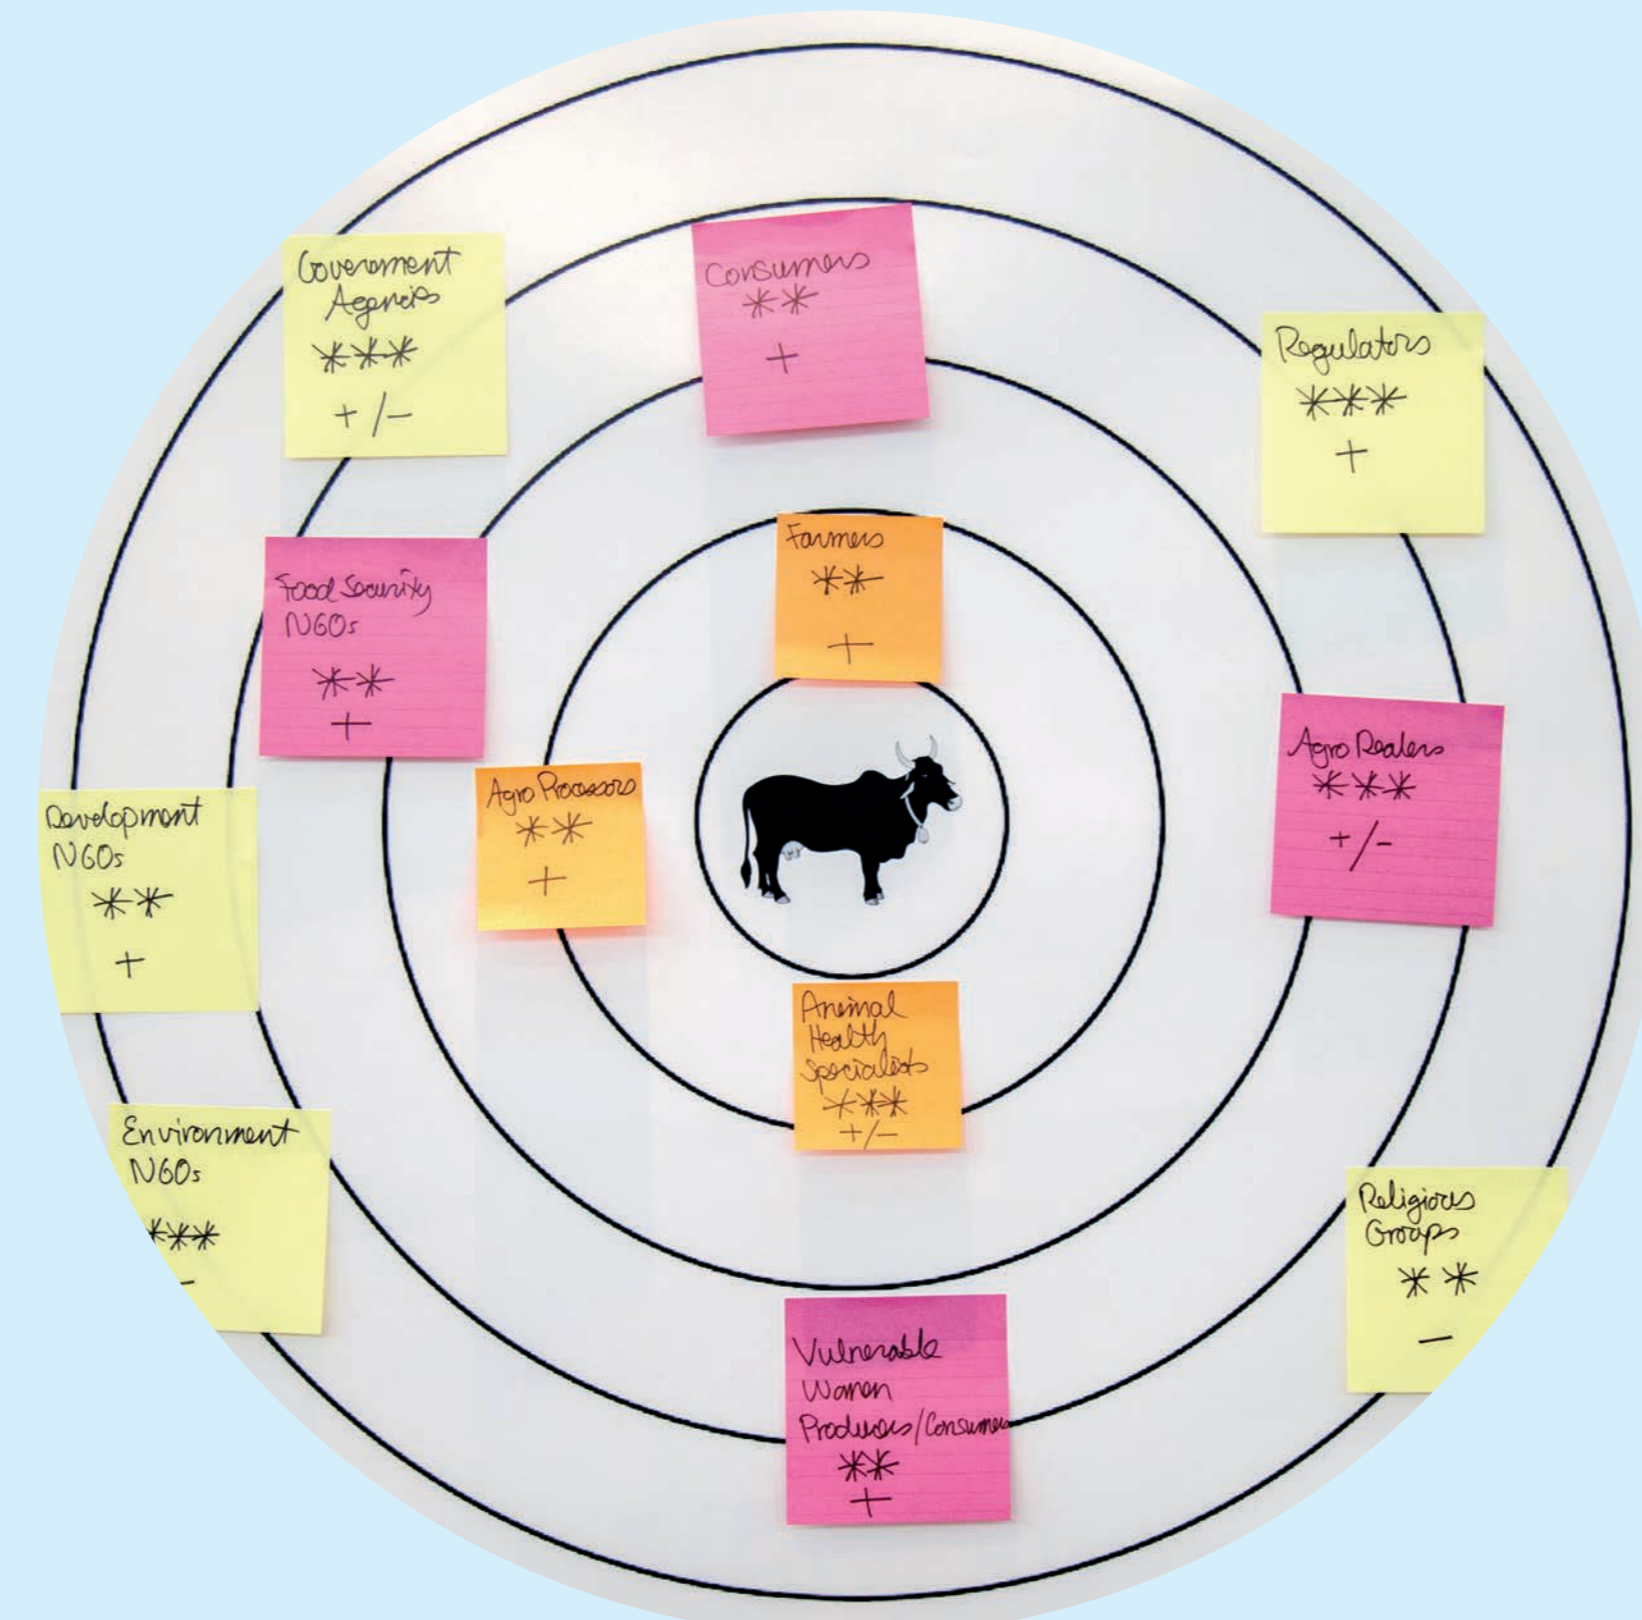 Government
Agencies
***
+/-
Consumers
**
+
Regulators
***
+
Farmers
**
+
Food Security
NGOs
**
+
Agro Processors
**
+
Agro Dealers
***
+/-
Development
NGOs
**
+
Animal
Health
Specialists
***
+/-
Environment
NGOs
***
-
Religious
Groups
**
-
Vulnerable
Women
Producers/Consumers
**
+